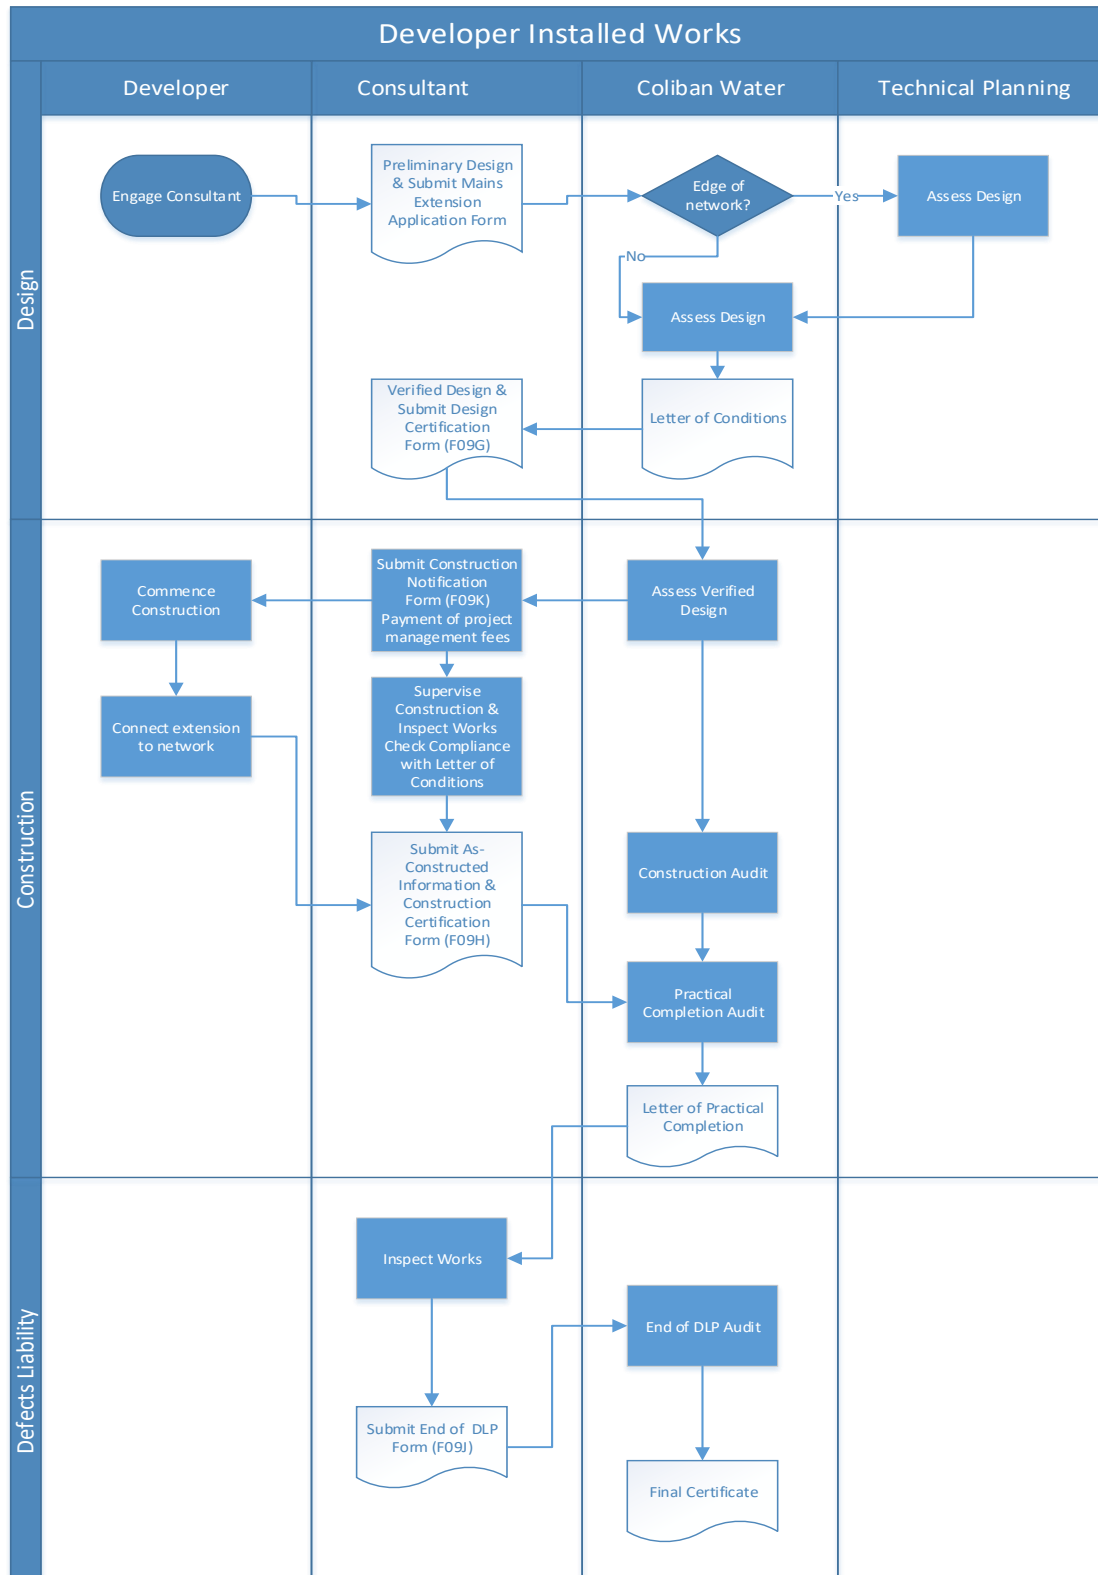 Developer Installed Works
Developer
Consultant
Coliban Water
Technical Planning
Design
Engage Consultant
Preliminary Design
& Submit Mains
Extension
Application Form
Edge of
network?
Yes
Assess Design
No
Assess Design
Letter of Conditions
Verified Design &
Submit Design
Certification
Form (F09G)
Construction
Commence
Construction
Submit Construction
Notification
Form (F09K)
Payment of project
management fees
Assess Verified
Design
Connect extension
to network
Supervise
Construction &
Inspect Works
Check Compliance
with Letter of
Conditions
Submit As-
Constructed
Information &
Construction
Certification
Form (F09H)
Construction Audit
Practical
Completion Audit
Letter of Practical
Completion
Defects Liability
Inspect Works
End of DLP Audit
Submit End of DLP
Form (F09J)
Final Certificate